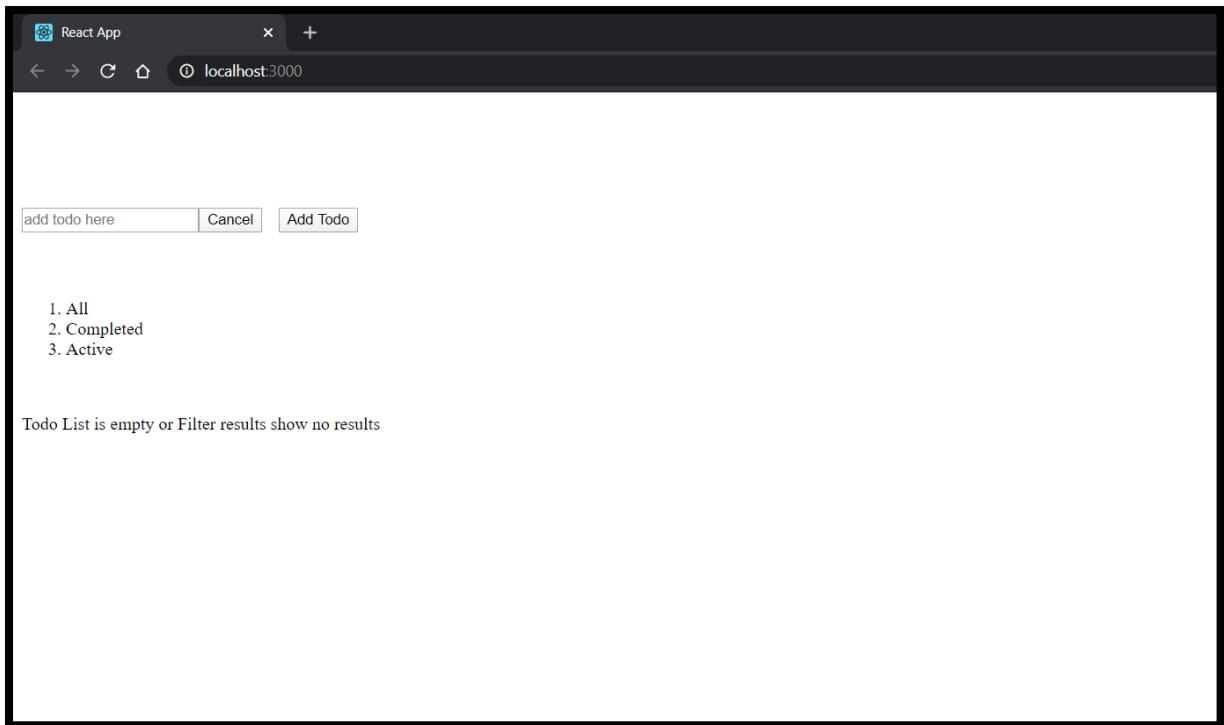 React App
localhost:3000
add todo here Cancel Add Todo
1. All
2. Completed
3. Active
Todo List is empty or Filter results show no results